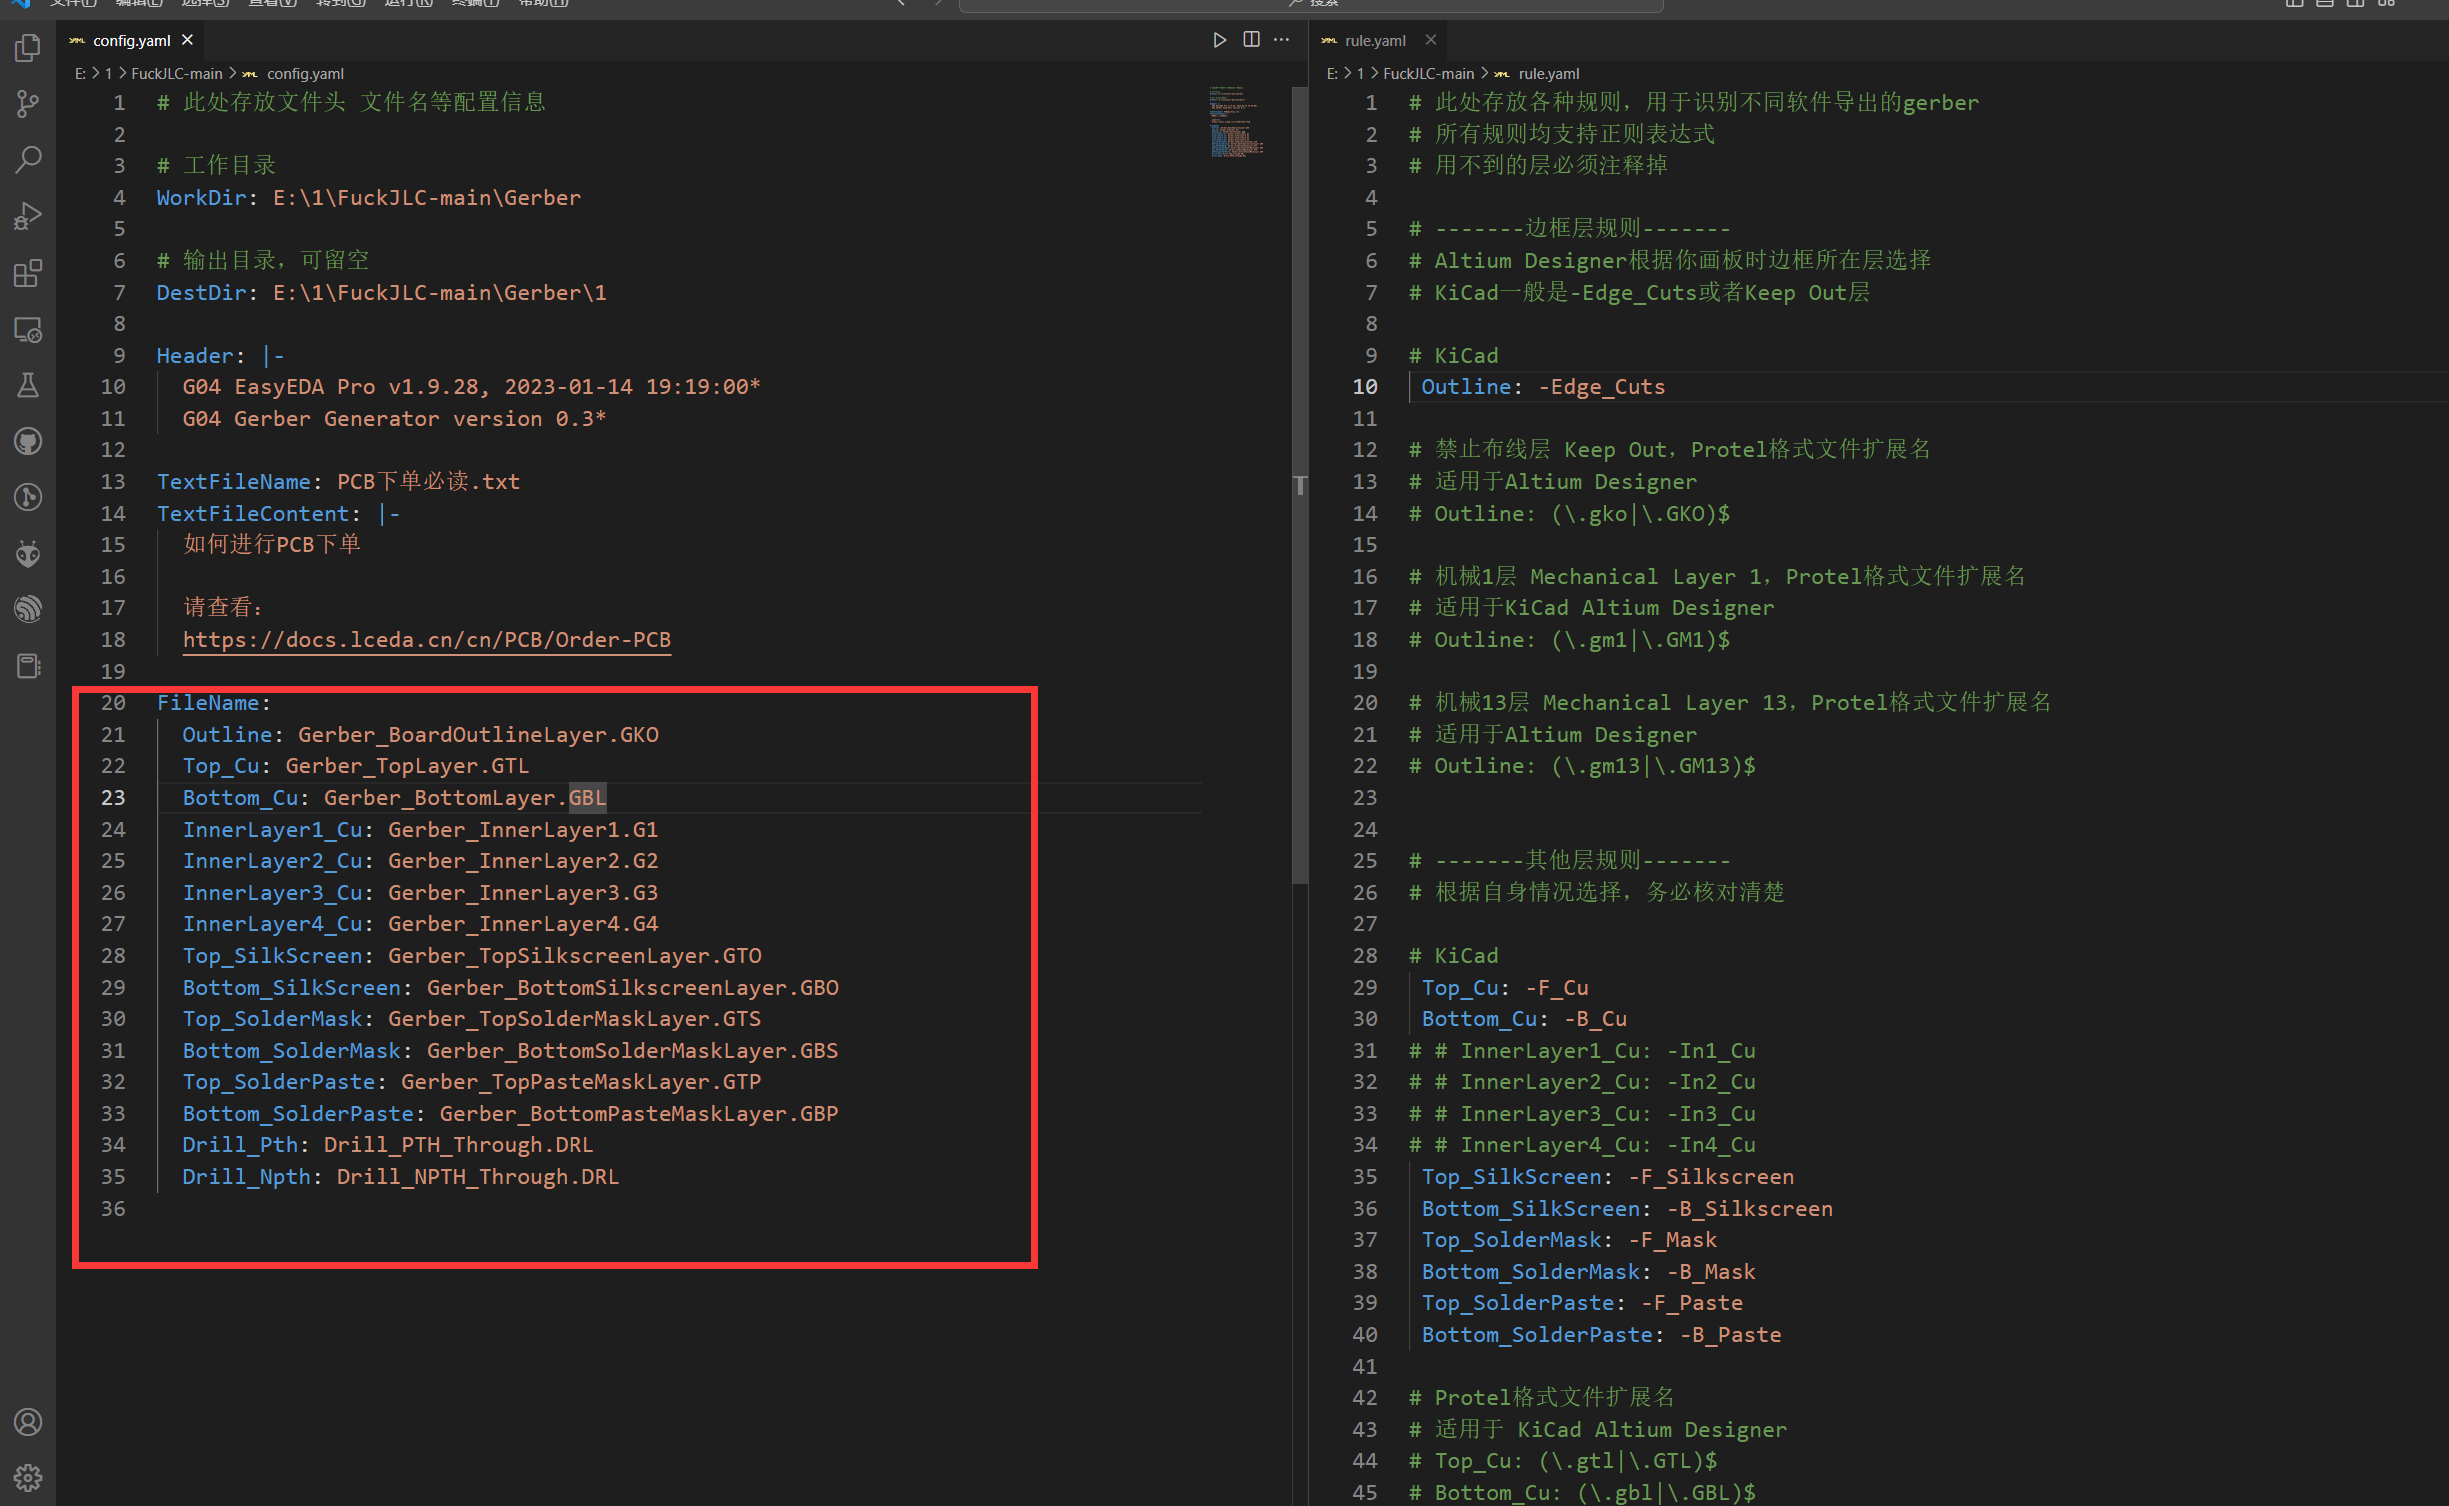 文件(F) 编辑(E) 选择(S) 查看(V) 转到(G) 运行(R) 终端(T) 帮助(H) 搜索
config.yaml
E: > 1 > FuckJLC-main > config.yaml
1 # 此处存放文件头 文件名等配置信息
2
3 # 工作目录
4 WorkDir: E:\1\FuckJLC-main\Gerber
5
6 # 输出目录，可留空
7 DestDir: E:\1\FuckJLC-main\Gerber\1
8
9 Header: |-
10 G04 EasyEDA Pro v1.9.28, 2023-01-14 19:19:00*
11 G04 Gerber Generator version 0.3*
12
13 TextFileName: PCB下单必读.txt
14 TextFileContent: |-
15 如何进行PCB下单
16
17 请查看：
18 https://docs.lceda.cn/cn/PCB/Order-PCB
19
20 FileName:
21 Outline: Gerber_BoardOutlineLayer.GKO
22 Top_Cu: Gerber_TopLayer.GTL
23 Bottom_Cu: Gerber_BottomLayer.GBL
24 InnerLayer1_Cu: Gerber_InnerLayer1.G1
25 InnerLayer2_Cu: Gerber_InnerLayer2.G2
26 InnerLayer3_Cu: Gerber_InnerLayer3.G3
27 InnerLayer4_Cu: Gerber_InnerLayer4.G4
28 Top_SilkScreen: Gerber_TopSilkscreenLayer.GTO
29 Bottom_SilkScreen: Gerber_BottomSilkscreenLayer.GBO
30 Top_SolderMask: Gerber_TopSolderMaskLayer.GTS
31 Bottom_SolderMask: Gerber_BottomSolderMaskLayer.GBS
32 Top_SolderPaste: Gerber_TopPasteMaskLayer.GTP
33 Bottom_SolderPaste: Gerber_BottomPasteMaskLayer.GBP
34 Drill_Pth: Drill_PTH_Through.DRL
35 Drill_Npth: Drill_NPTH_Through.DRL
36
rule.yaml
E: > 1 > FuckJLC-main > rule.yaml
1 # 此处存放各种规则，用于识别不同软件导出的gerber
2 # 所有规则均支持正则表达式
3 # 用不到的层必须注释掉
4
5 # -------边框层规则-------
6 # Altium Designer根据你画板时边框所在层选择
7 # KiCad一般是-Edge_Cuts或者Keep Out层
8
9 # KiCad
10 Outline: -Edge_Cuts
11
12 # 禁止布线层 Keep Out，Protel格式文件扩展名
13 # 适用于Altium Designer
14 # Outline: (\.gko|\.GKO)$
15
16 # 机械1层 Mechanical Layer 1，Protel格式文件扩展名
17 # 适用于KiCad Altium Designer
18 # Outline: (\.gm1|\.GM1)$
19
20 # 机械13层 Mechanical Layer 13，Protel格式文件扩展名
21 # 适用于Altium Designer
22 # Outline: (\.gm13|\.GM13)$
23
24
25 # -------其他层规则-------
26 # 根据自身情况选择，务必核对清楚
27
28 # KiCad
29 Top_Cu: -F_Cu
30 Bottom_Cu: -B_Cu
31 # # InnerLayer1_Cu: -In1_Cu
32 # # InnerLayer2_Cu: -In2_Cu
33 # # InnerLayer3_Cu: -In3_Cu
34 # # InnerLayer4_Cu: -In4_Cu
35 Top_SilkScreen: -F_Silkscreen
36 Bottom_SilkScreen: -B_Silkscreen
37 Top_SolderMask: -F_Mask
38 Bottom_SolderMask: -B_Mask
39 Top_SolderPaste: -F_Paste
40 Bottom_SolderPaste: -B_Paste
41
42 # Protel格式文件扩展名
43 # 适用于 KiCad Altium Designer
44 # Top_Cu: (\.gtl|\.GTL)$
45 # Bottom_Cu: (\.gbl|\.GBL)$